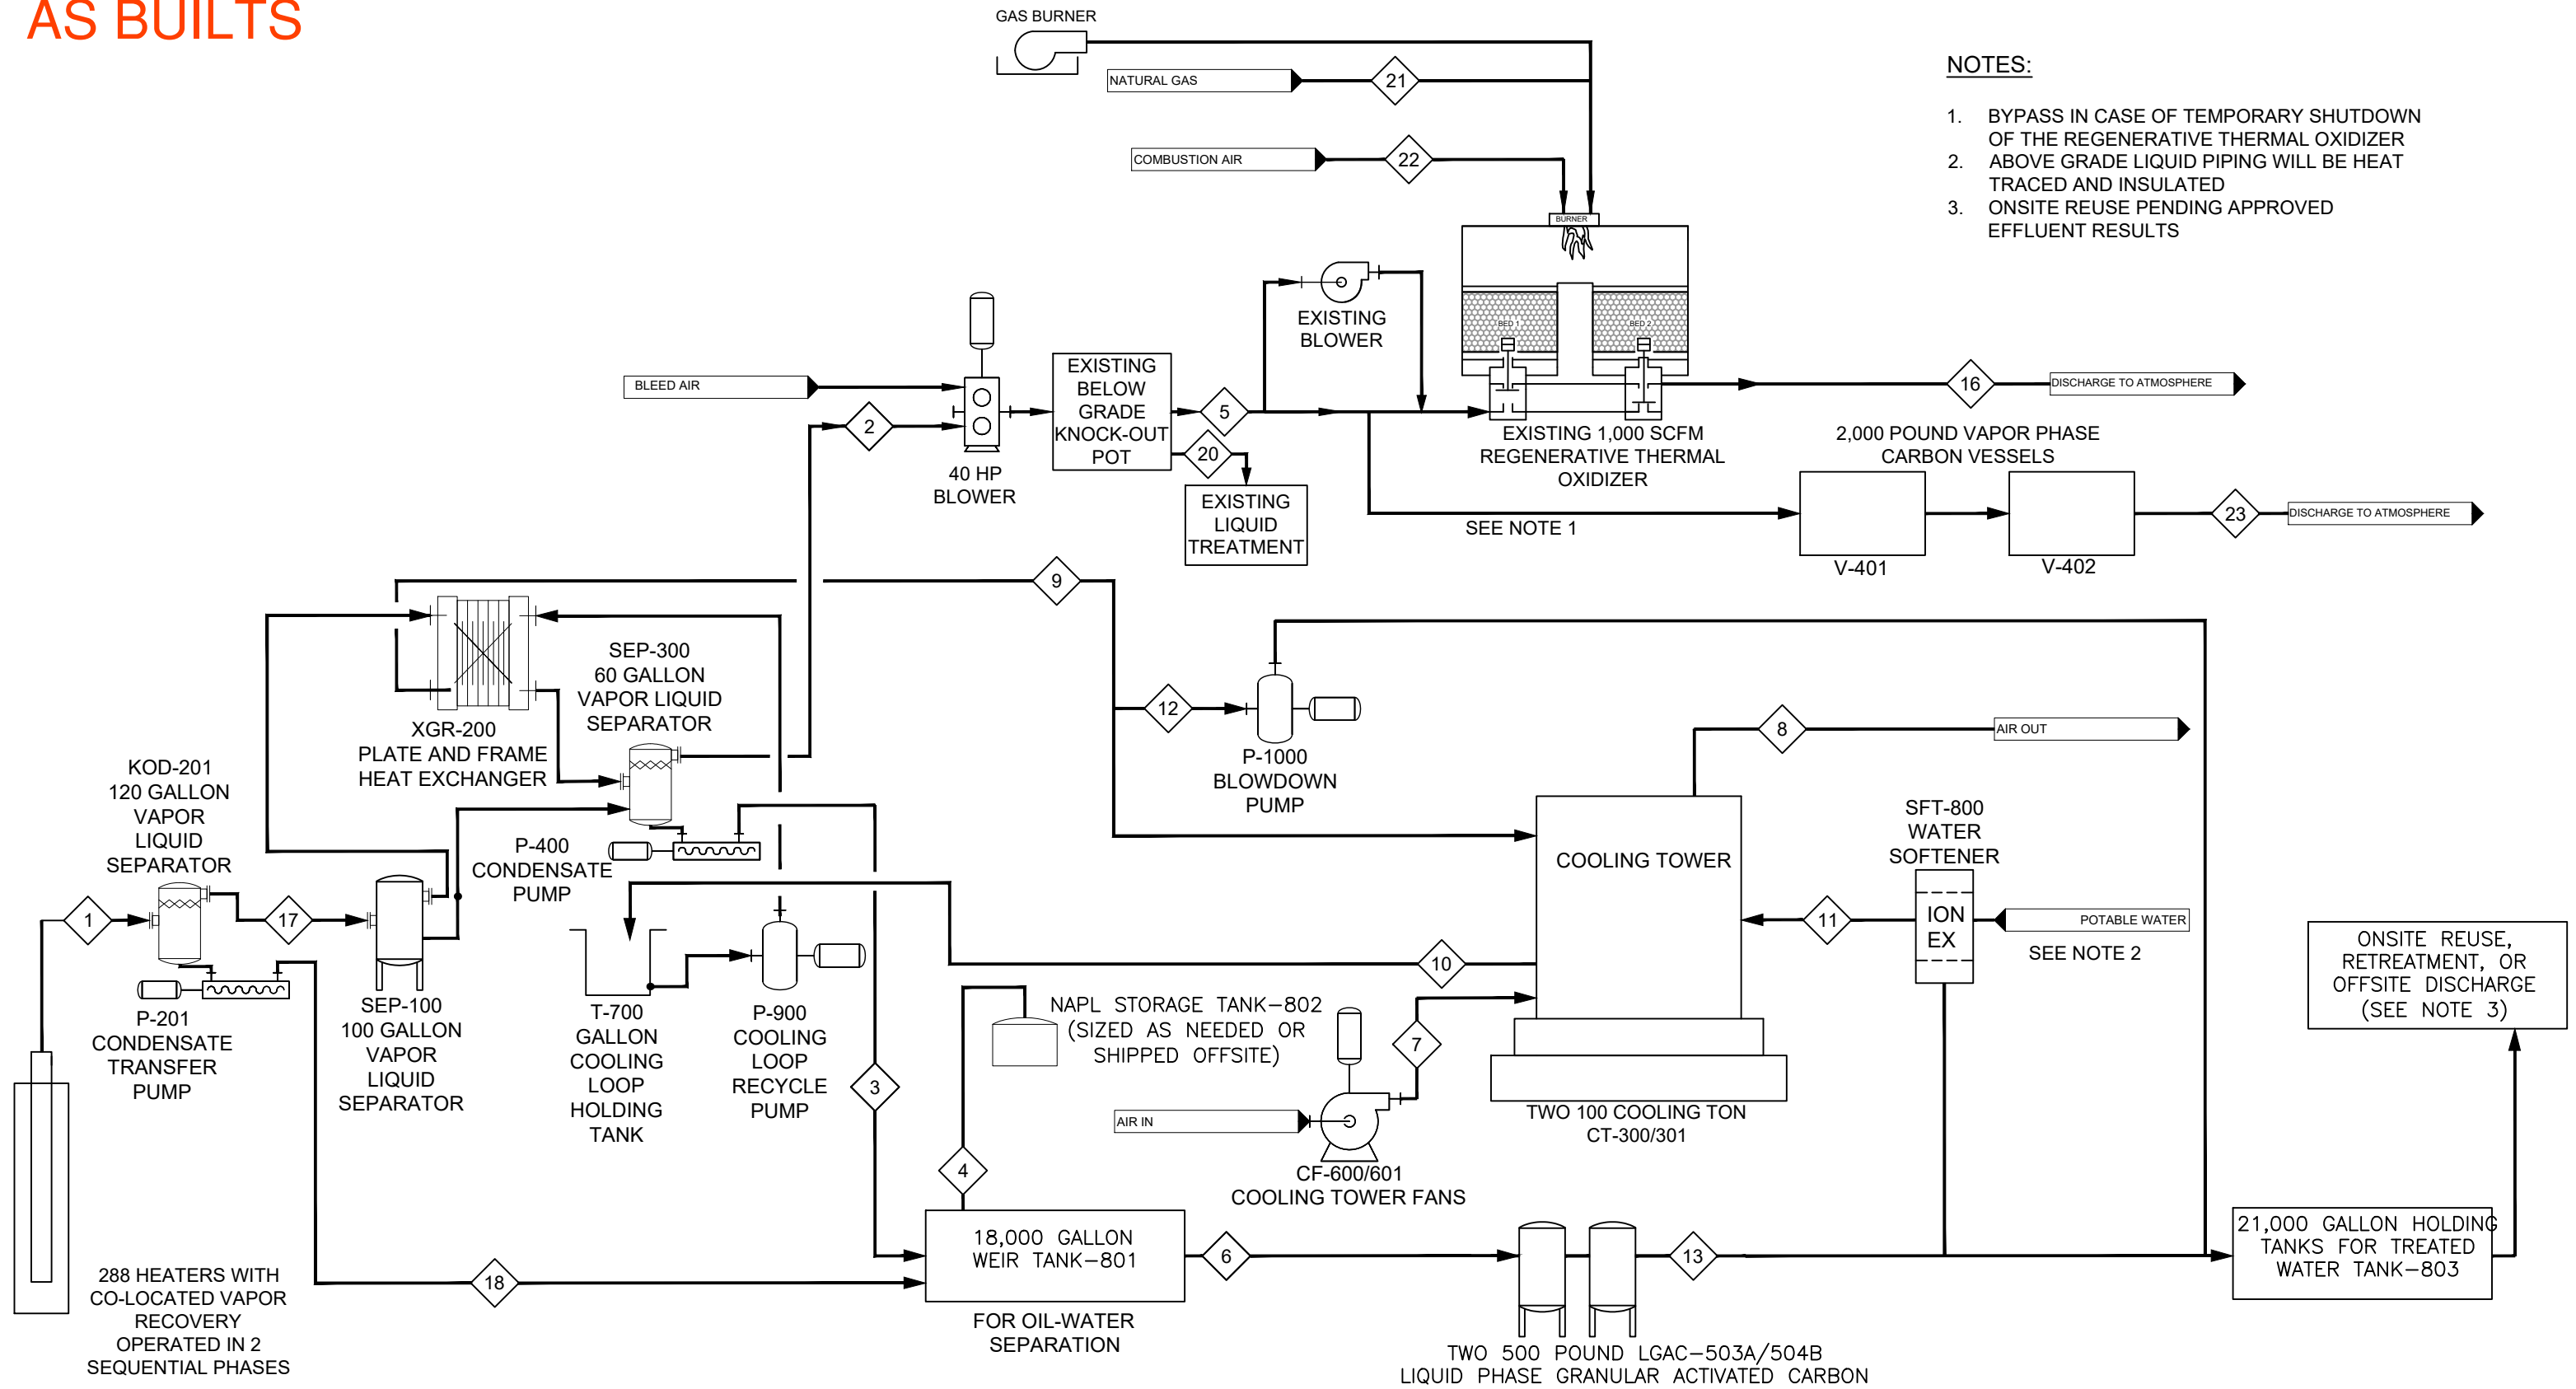 AS BUILTS
GAS BURNER
NATURAL GAS
21
COMBUSTION AIR
22
NOTES:
1. BYPASS IN CASE OF TEMPORARY SHUTDOWN
OF THE REGENERATIVE THERMAL OXIDIZER
2. ABOVE GRADE LIQUID PIPING WILL BE HEAT
TRACED AND INSULATED
3. ONSITE REUSE PENDING APPROVED
EFFLUENT RESULTS
BURNER
BED 1
BED 2
EXISTING
BLOWER
EXISTING 1,000 SCFM
REGENERATIVE THERMAL
OXIDIZER
BLEED AIR
2
40 HP
BLOWER
EXISTING
BELOW
GRADE
KNOCK-OUT
POT
5
20
EXISTING
LIQUID
TREATMENT
16
DISCHARGE TO ATMOSPHERE
2,000 POUND VAPOR PHASE
CARBON VESSELS
SEE NOTE 1
V-401
V-402
23
DISCHARGE TO ATMOSPHERE
9
XGR-200
PLATE AND FRAME
HEAT EXCHANGER
SEP-300
60 GALLON
VAPOR LIQUID
SEPARATOR
12
P-1000
BLOWDOWN
PUMP
8
AIR OUT
KOD-201
120 GALLON
VAPOR
LIQUID
SEPARATOR
P-400
CONDENSATE
PUMP
COOLING TOWER
SFT-800
WATER
SOFTENER
ION
EX
11
POTABLE WATER
SEE NOTE 2
1
17
P-201
CONDENSATE
TRANSFER
PUMP
SEP-100
100 GALLON
VAPOR
LIQUID
SEPARATOR
T-700
GALLON
COOLING
LOOP
HOLDING
TANK
P-900
COOLING
LOOP
RECYCLE
PUMP
3
10
NAPL STORAGE TANK-802
(SIZED AS NEEDED OR
SHIPPED OFFSITE)
7
AIR IN
CF-600/601
COOLING TOWER FANS
TWO 100 COOLING TON
CT-300/301
ONSITE REUSE,
RETREATMENT, OR
OFFSITE DISCHARGE
(SEE NOTE 3)
4
288 HEATERS WITH
CO-LOCATED VAPOR
RECOVERY
OPERATED IN 2
SEQUENTIAL PHASES
18
18,000 GALLON
WEIR TANK-801
FOR OIL-WATER
SEPARATION
6
13
TWO 500 POUND LGAC-503A/504B
LIQUID PHASE GRANULAR ACTIVATED CARBON
21,000 GALLON HOLDING
TANKS FOR TREATED
WATER TANK-803